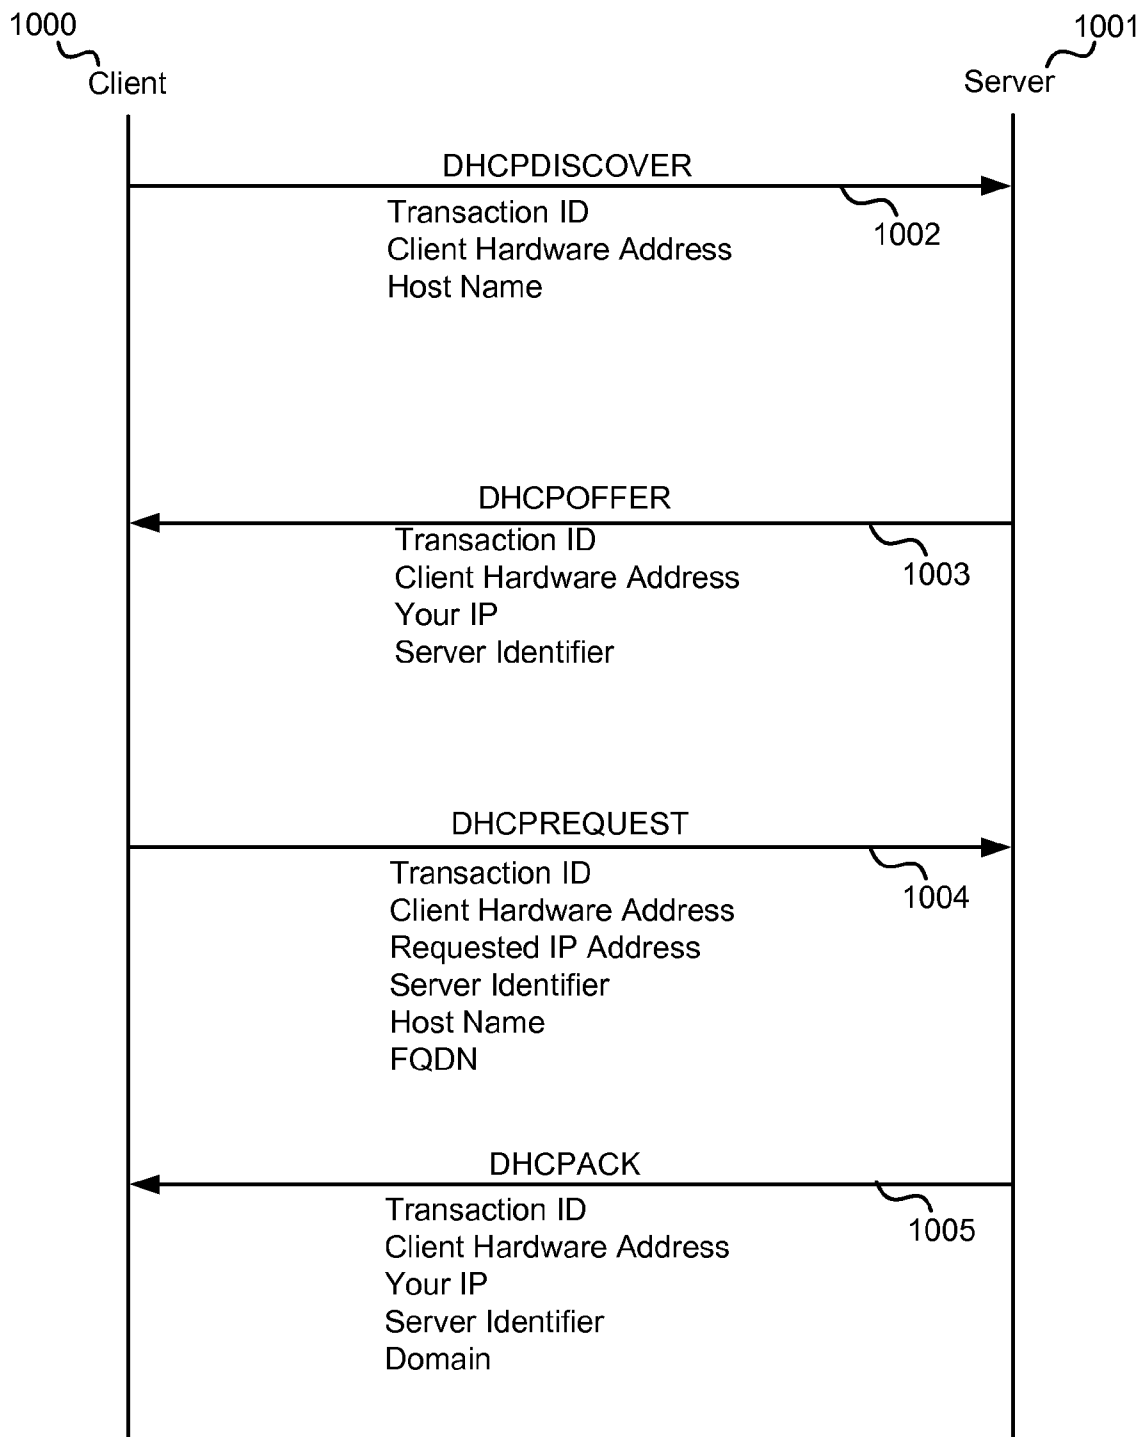 1000
1001
Client
Server
DHCPDISCOVER
Transaction ID
1002
Client Hardware Address
Host Name
DHCPOFFER
Transaction ID
1003
Client Hardware Address
Your IP
Server Identifier
DHCPREQUEST
Transaction ID
1004
Client Hardware Address
Requested IP Address
Server Identifier
Host Name
FQDN
DHCPACK
Transaction ID
1005
Client Hardware Address
Your IP
Server Identifier
Domain